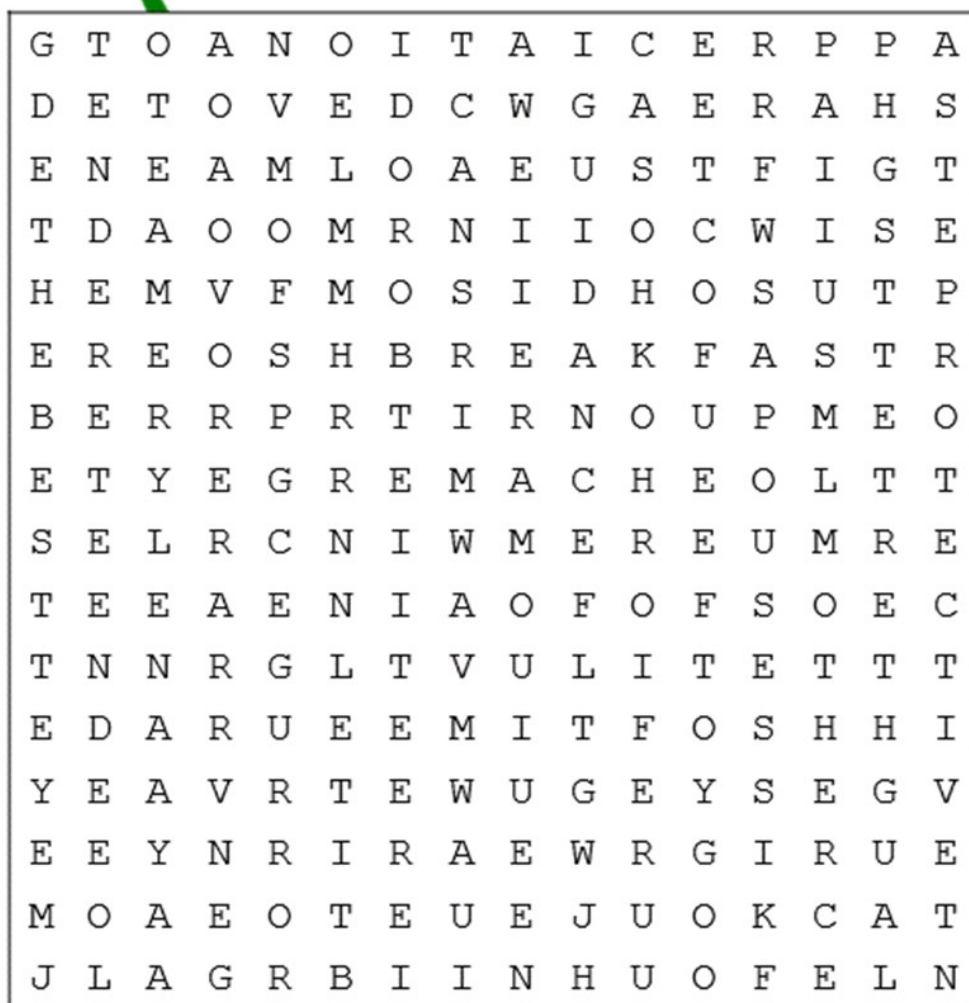 G T O A N O I T A I C E R P P A
D E T O V E D C W G A E R A H S
E N E A M L O A E U S T F I G T
T D A O O M R N I I O C W I S E
H E M V F M O S I D H O S U T P
E R E O S H B R E A K F A S T R
B E R R P R T I R N O U P M E O
E T Y E G R E M A C H E O L T T
S E L R C N I W M E R E U M R E
T E E A E N I A O F O F S O E C
T N N R G L T V U L I T E T T T
E D A R U E E M I T F O S H H I
Y E A V R T E W U G E Y S E G V
E E Y N R I R A E W R G I R U E
M O A E O T E U E J U O K C A T
J L A G R B I I N H U O F E L N